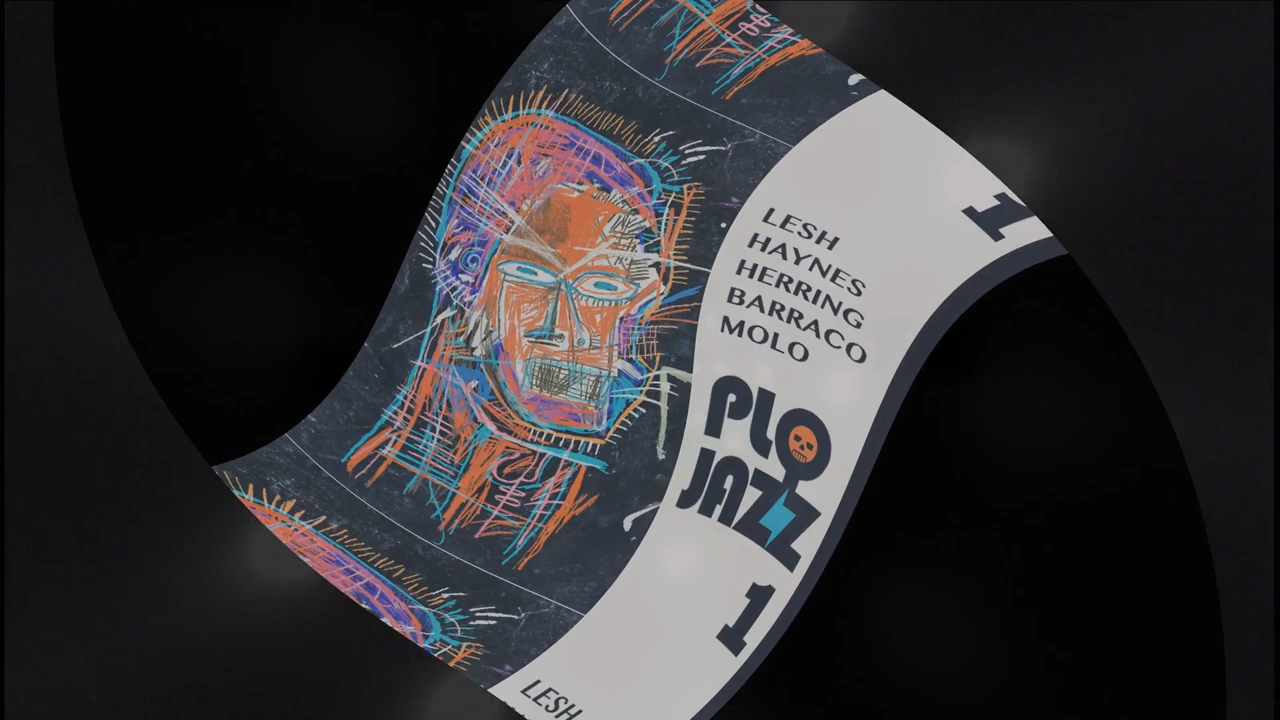 1
LESH
HAYNES
HERRING
BARRACO
MOLO
PLO
JAZZ
1
LESH